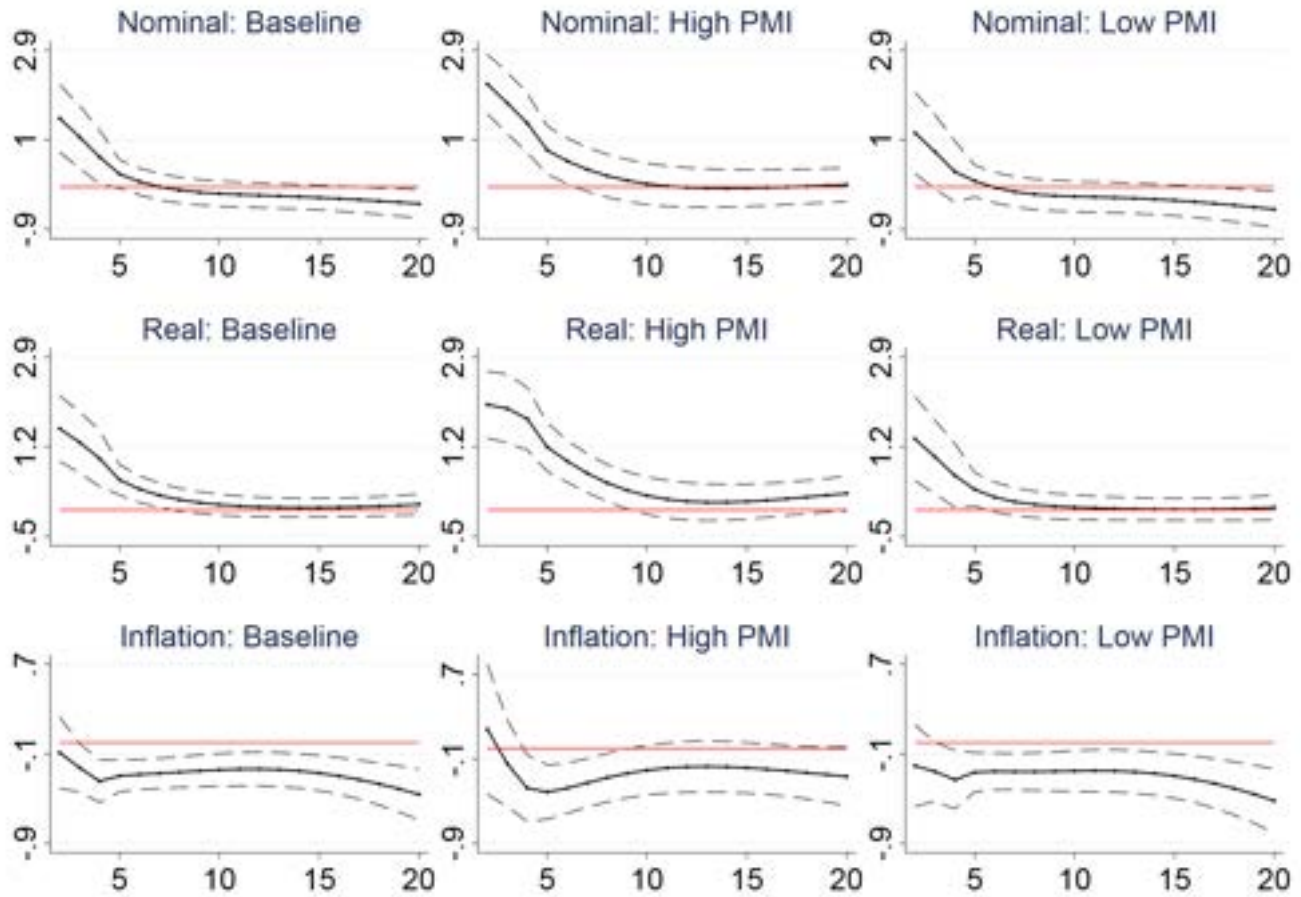 Nominal: Baseline Nominal: High PMI Nominal: Low PMI
2.9 2.9 2.9
1 1 1
-.9 -.9 -.9
5 10 15 20 5 10 15 20 5 10 15 20
Real: Baseline Real: High PMI Real: Low PMI
2.9 2.9 2.9
1.2 1.2 1.2
-.5 -.5 -.5
5 10 15 20 5 10 15 20 5 10 15 20
Inflation: Baseline Inflation: High PMI Inflation: Low PMI
.7 .7 .7
-.1 -.1 -.1
-.9 -.9 -.9
5 10 15 20 5 10 15 20 5 10 15 20